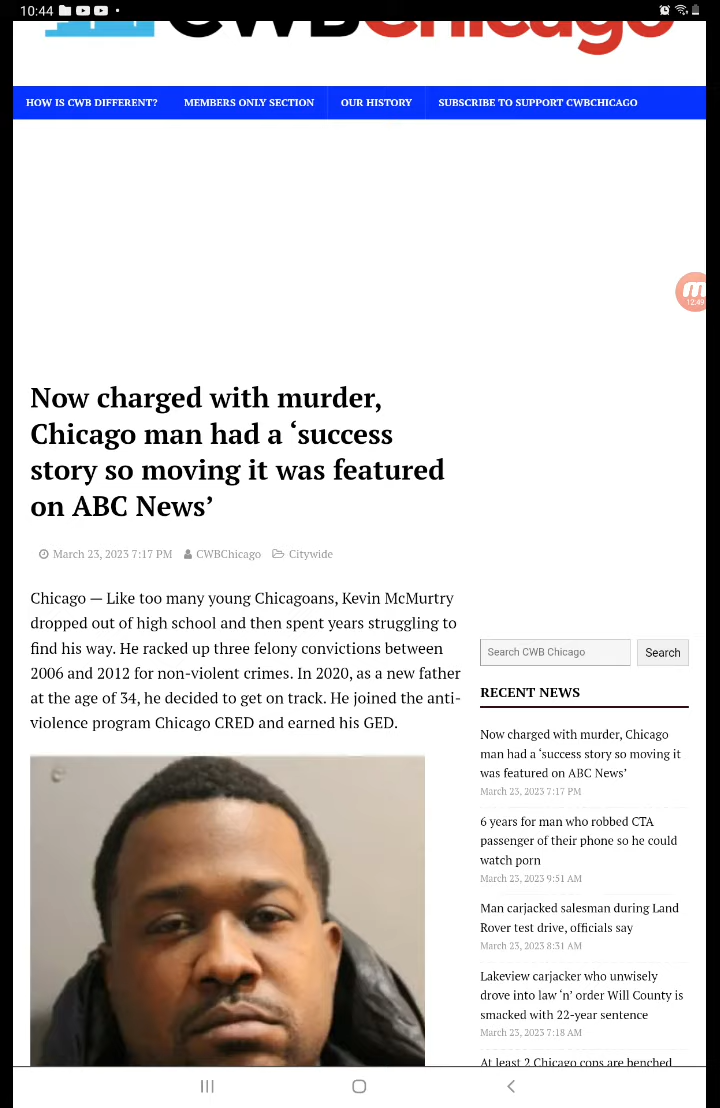 10:44
CWBChicago
HOW IS CWB DIFFERENT?
MEMBERS ONLY SECTION
OUR HISTORY
SUBSCRIBE TO SUPPORT CWBCHICAGO
12:49
Now charged with murder,
Chicago man had a ‘success
story so moving it was featured
on ABC News’
March 23, 2023 7:17 PM CWBChicago Citywide
Chicago — Like too many young Chicagoans, Kevin McMurtry
dropped out of high school and then spent years struggling to
find his way. He racked up three felony convictions between
2006 and 2012 for non-violent crimes. In 2020, as a new father
at the age of 34, he decided to get on track. He joined the anti-
violence program Chicago CRED and earned his GED.
Search CWB Chicago
Search
RECENT NEWS
Now charged with murder, Chicago
man had a ‘success story so moving it
was featured on ABC News’
March 23, 2023 7:17 PM
6 years for man who robbed CTA
passenger of their phone so he could
watch porn
March 23, 2023 9:51 AM
Man carjacked salesman during Land
Rover test drive, officials say
March 23, 2023 8:31 AM
Lakeview carjacker who unwisely
drove into law ‘n’ order Will County is
smacked with 22-year sentence
March 23, 2023 7:18 AM
At least 2 Chicago cops are benched